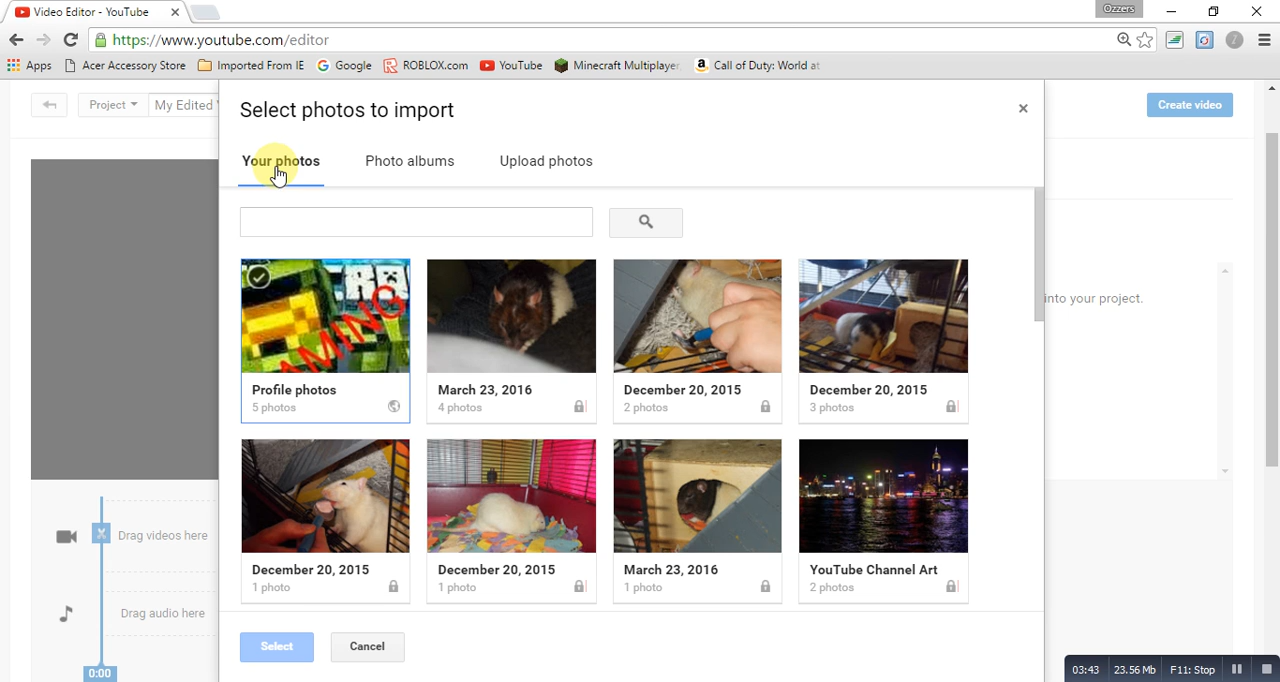 Video Editor - YouTube
Ozzers
https://www.youtube.com/editor
Apps
Acer Accessory Store
Imported From IE
Google
ROBLOX.com
YouTube
Minecraft Multiplayer
Call of Duty: World at
Project
My Edited
Create video
Select photos to import
Your photos
Photo albums
Upload photos
GAMING
Profile photos
5 photos
March 23, 2016
4 photos
December 20, 2015
2 photos
December 20, 2015
3 photos
into your project.
December 20, 2015
1 photo
December 20, 2015
1 photo
March 23, 2016
1 photo
YouTube Channel Art
2 photos
Drag videos here
Drag audio here
Select
Cancel
0:00
03:43
23.56 Mb
F11: Stop